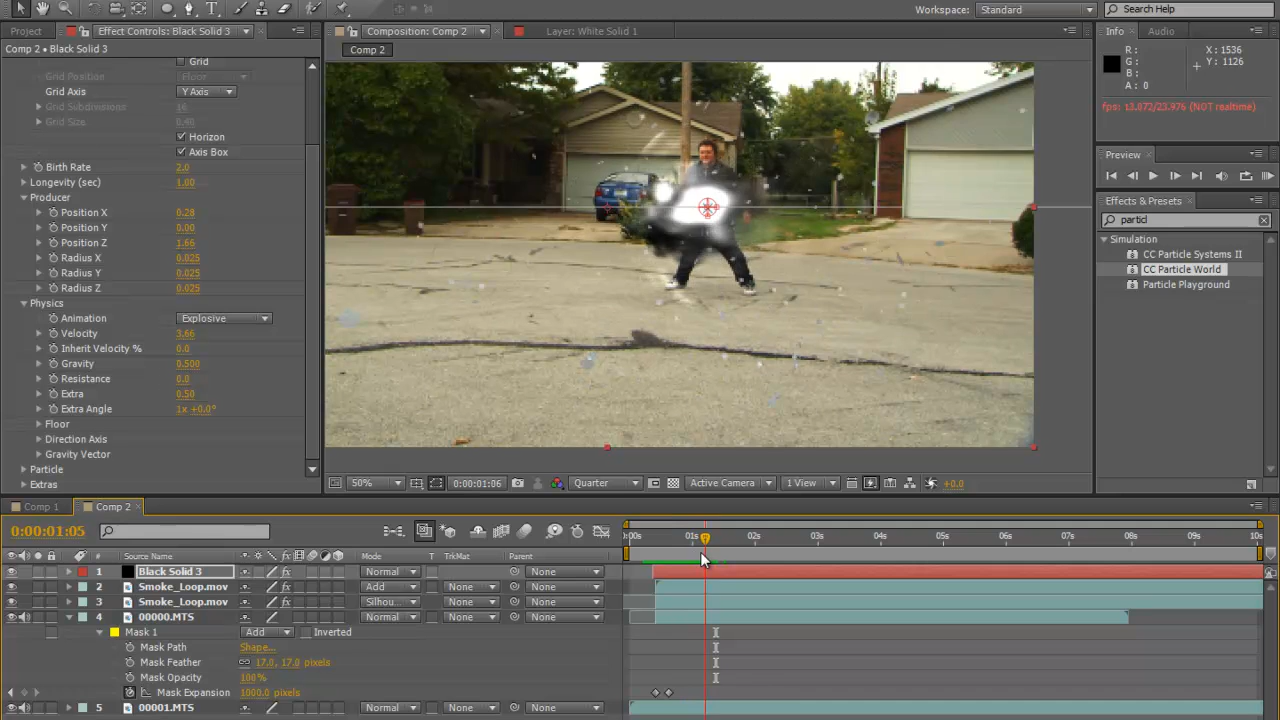 Workspace: Standard Search Help
Project Effect Controls: Black Solid 3 Composition: Comp 2 Layer: White Solid 1 Info Audio
Comp 2 • Black Solid 3 Comp 2
R: X: 1536
G: Y: 1126
B:
A: 0
fps: 13.072/23.976 (NOT realtime)
Grid
Grid Position Floor
Grid Axis Y Axis
Grid Subdivisions 16
Grid Size 0.40
Horizon
Axis Box
Birth Rate 2.0
Longevity (sec) 1.00
Producer
Position X 0.28
Position Y 0.00
Position Z 1.66
Radius X 0.025
Radius Y 0.025
Radius Z 0.025
Physics
Animation Explosive
Velocity 3.66
Inherit Velocity % 0.0
Gravity 0.500
Resistance 0.0
Extra 0.50
Extra Angle 1x +0.0°
Floor
Direction Axis
Gravity Vector
Particle
Extras
Preview
Effects & Presets
particl
Simulation
CC Particle Systems II
CC Particle World
Particle Playground
50% 0:00:01:06 Quarter Active Camera 1 View +0.0
Comp 1 Comp 2
0:00:01:05 0:00s 01s 02s 03s 04s 05s 06s 07s 08s 09s 10s
# Source Name Mode T TrkMat Parent
1 Black Solid 3 Normal None
2 Smoke_Loop.mov Add None None
3 Smoke_Loop.mov Silhou... None None
4 00000.MTS Normal None None
Mask 1 Add Inverted
Mask Path Shape...
Mask Feather 17.0, 17.0 pixels
Mask Opacity 100%
Mask Expansion 1000.0 pixels
5 00001.MTS Normal None None